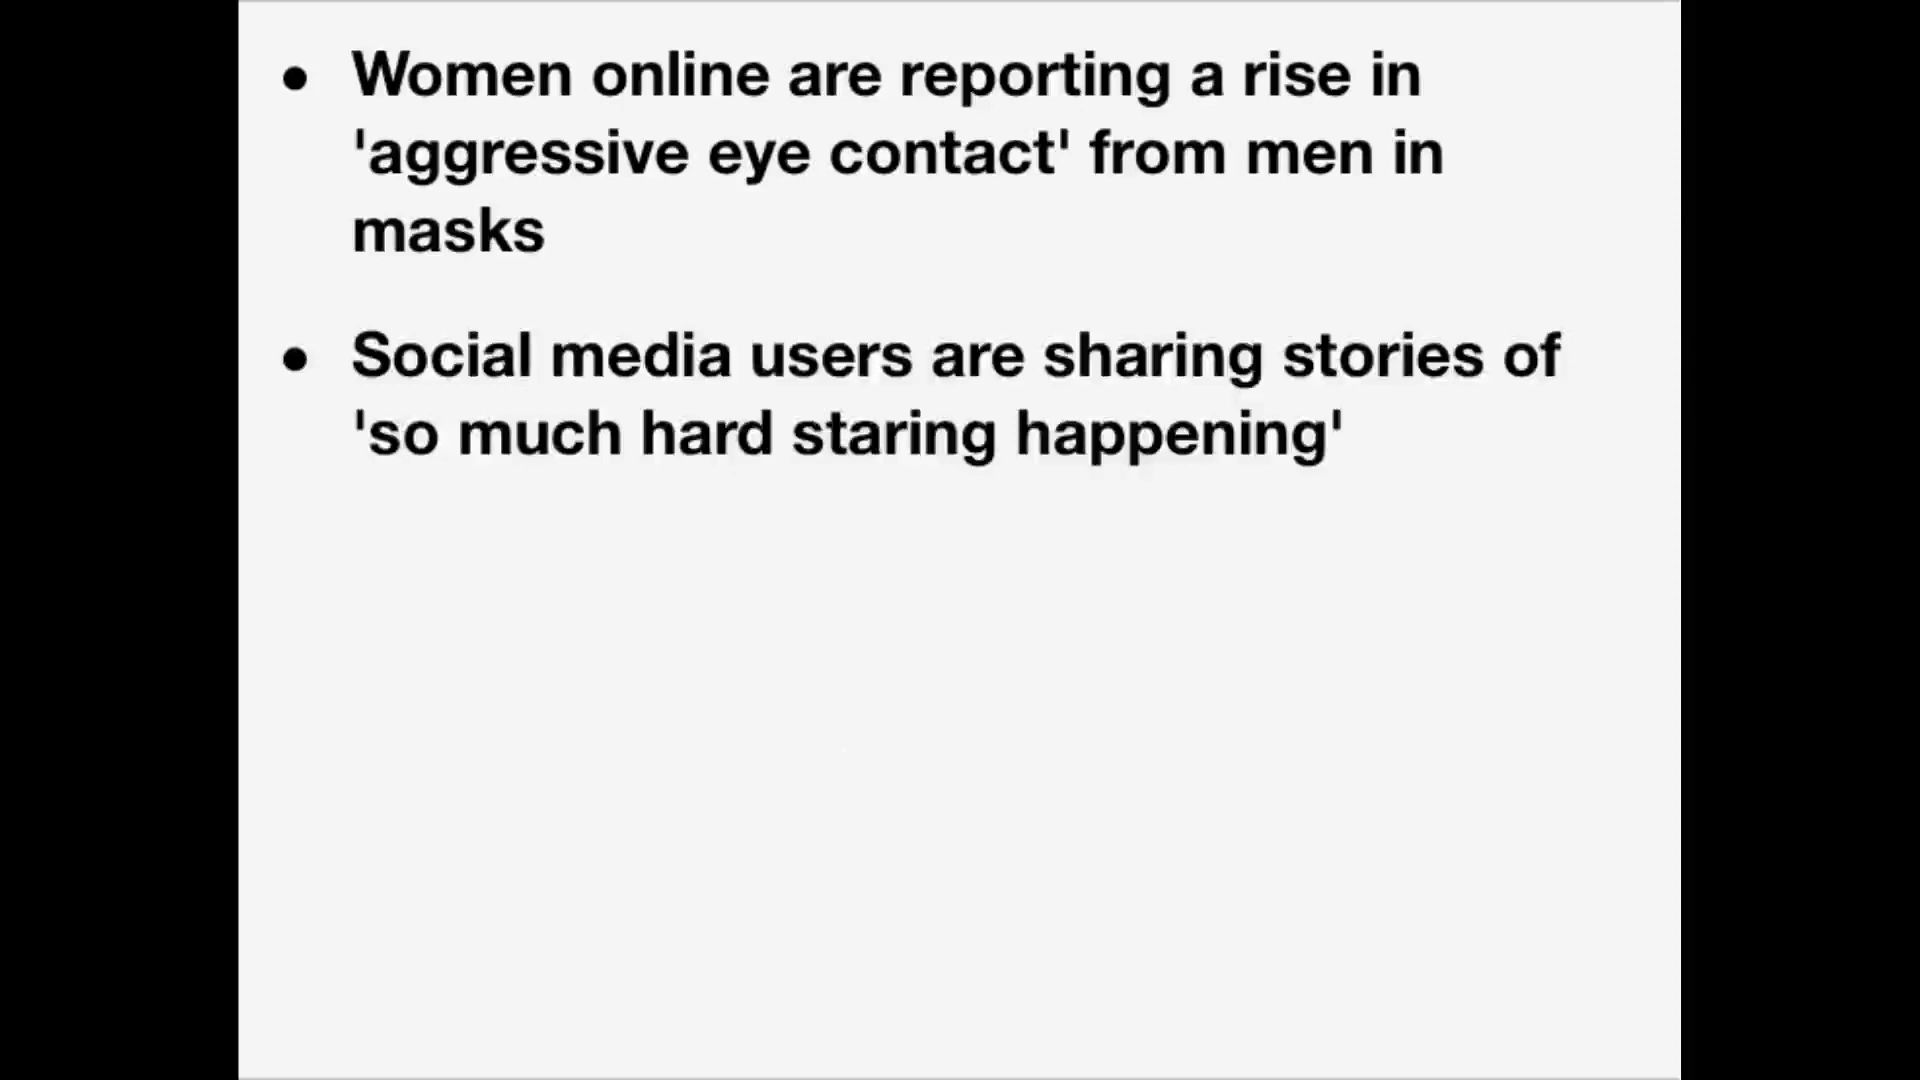 • Women online are reporting a rise in
'aggressive eye contact' from men in
masks
• Social media users are sharing stories of
'so much hard staring happening'